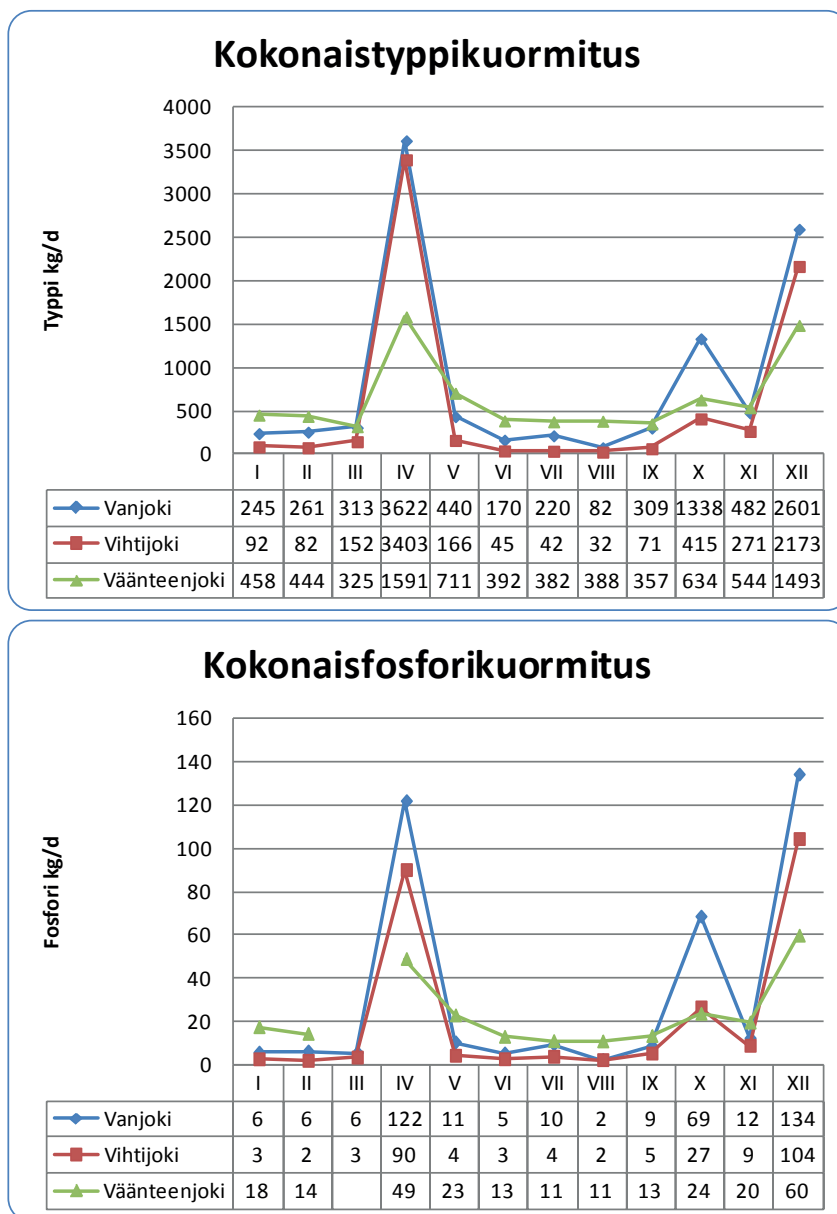 Kokonaistyppikuormitus
Typpi kg/d
4000
3500
3000
2500
2000
1500
1000
500
0
I II III IV V VI VII VIII IX X XI XII
Vanjoki 245 261 313 3622 440 170 220 82 309 1338 482 2601
Vihtijoki 92 82 152 3403 166 45 42 32 71 415 271 2173
Väänteenjoki 458 444 325 1591 711 392 382 388 357 634 544 1493
Kokonaisfosforikuormitus
Fosfori kg/d
160
140
120
100
80
60
40
20
0
I II III IV V VI VII VIII IX X XI XII
Vanjoki 6 6 6 122 11 5 10 2 9 69 12 134
Vihtijoki 3 2 3 90 4 3 4 2 5 27 9 104
Väänteenjoki 18 14 49 23 13 11 11 13 24 20 60